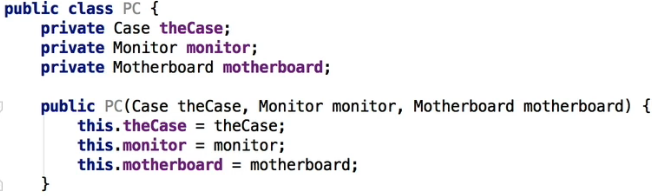 public class PC {
    private Case theCase;
    private Monitor monitor;
    private Motherboard motherboard;

    public PC(Case theCase, Monitor monitor, Motherboard motherboard) {
        this.theCase = theCase;
        this.monitor = monitor;
        this.motherboard = motherboard;
    }